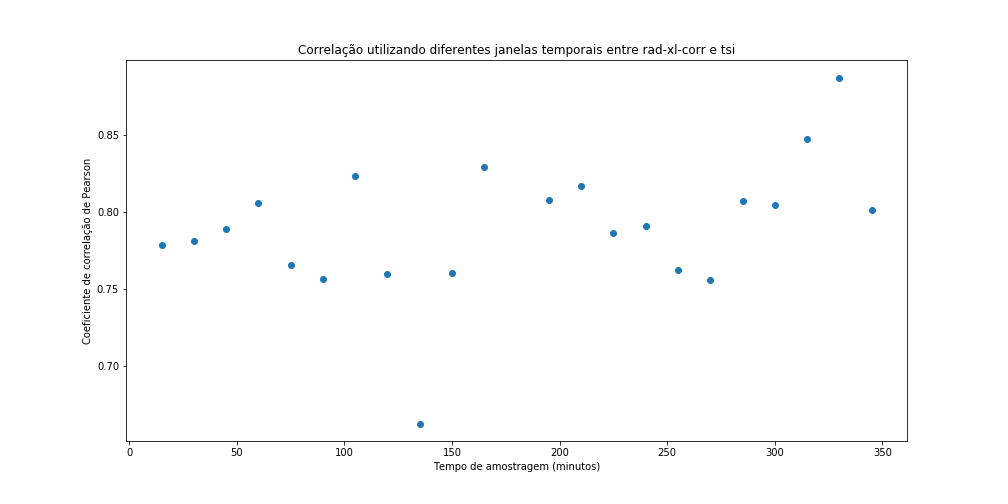 Correlação utilizando diferentes janelas temporais entre rad-xl-corr e tsi
Coeficiente de correlação de Pearson
0.85
0.80
0.75
0.70
0 50 100 150 200 250 300 350
Tempo de amostragem (minutos)